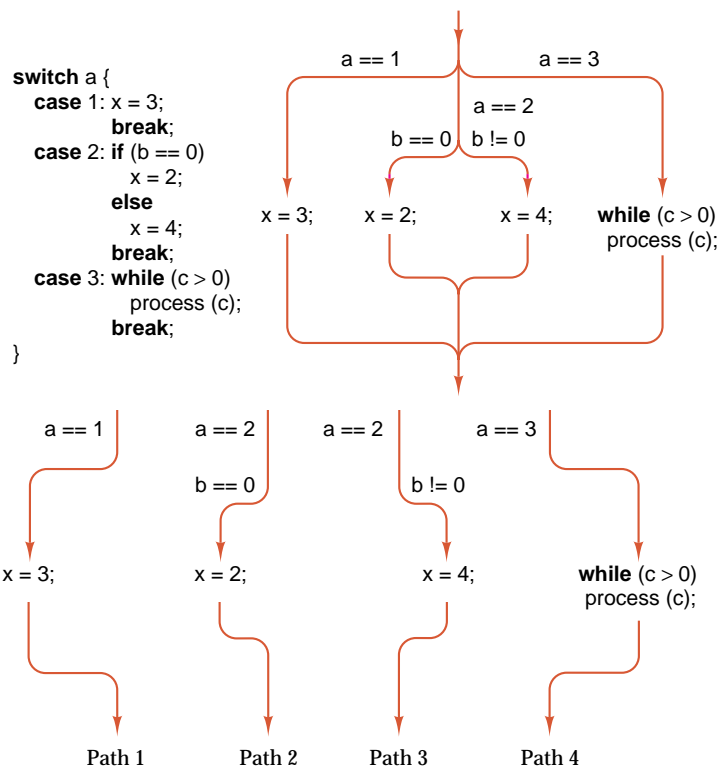 switch a {
case 1: x = 3;
break;
case 2: if (b == 0)
x = 2;
else
x = 4;
break;
case 3: while (c > 0)
process (c);
break;
}
a == 1
a == 3
a == 2
b == 0
b != 0
x = 3;
x = 2;
x = 4;
while (c > 0)
process (c);
a == 1
a == 2
a == 2
a == 3
b == 0
b != 0
x = 3;
x = 2;
x = 4;
while (c > 0)
process (c);
Path 1
Path 2
Path 3
Path 4